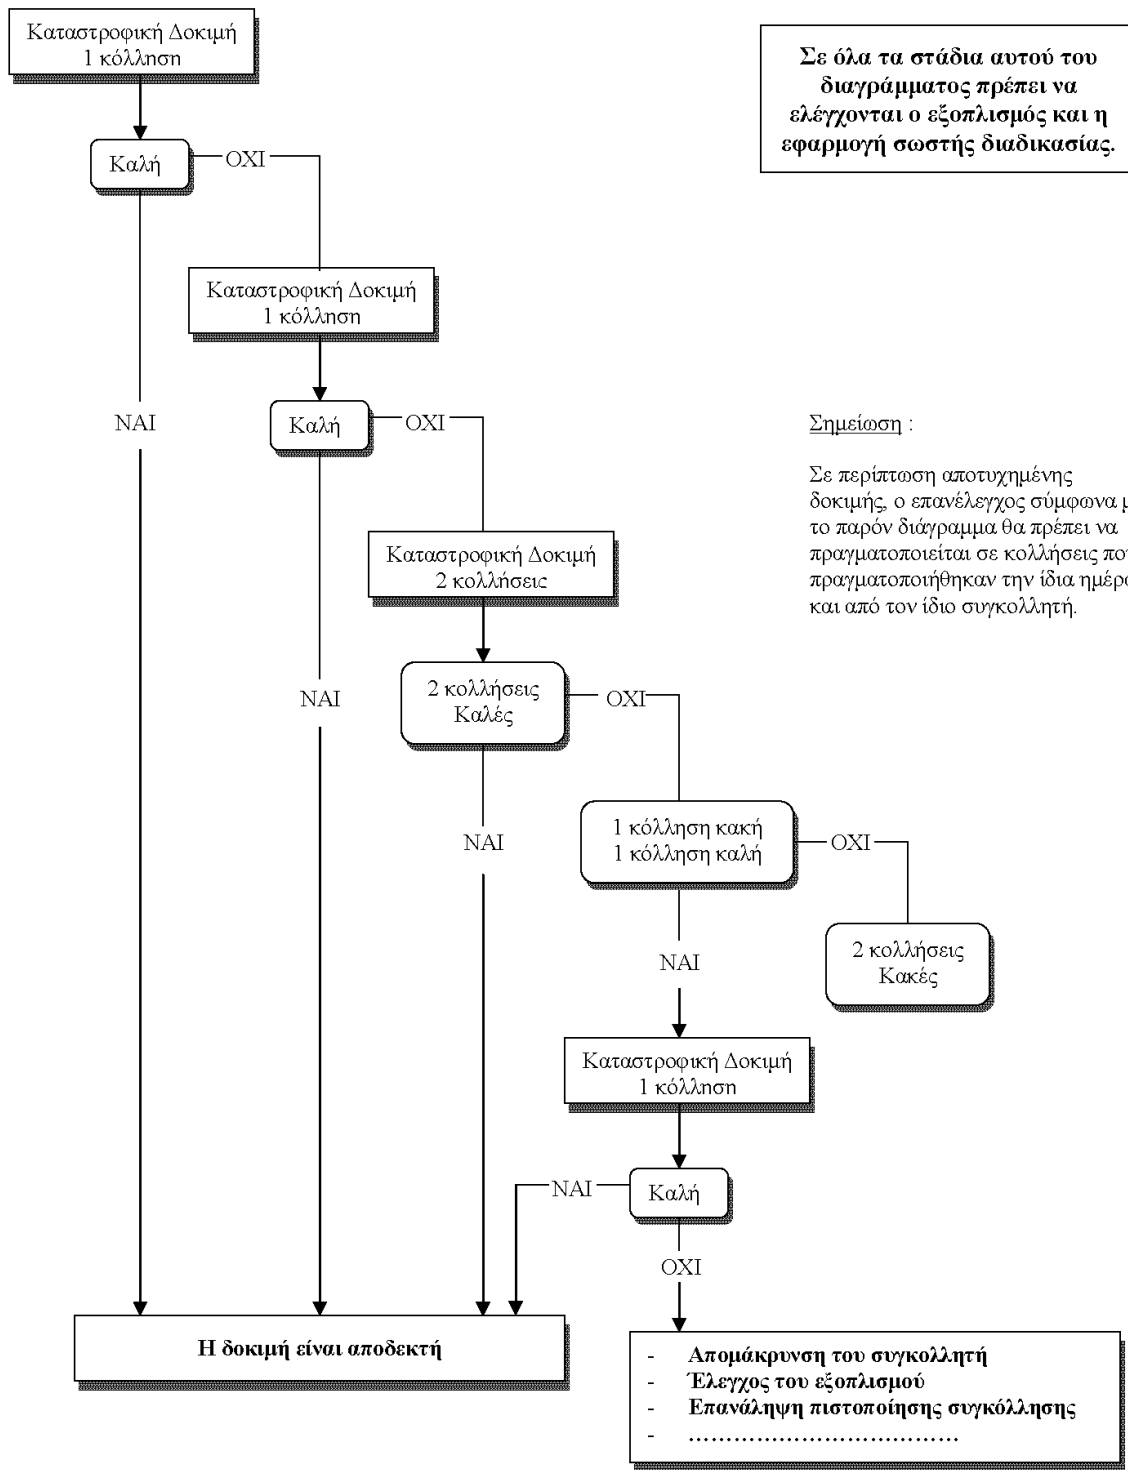 Καταστροφική Δοκιμή
1 κόλληση
Σε όλα τα στάδια αυτού του
διαγράμματος πρέπει να
ελέγχονται ο εξοπλισμός και η
εφαρμογή σωστής διαδικασίας.
Καλή
ΟΧΙ
Καταστροφική Δοκιμή
1 κόλληση
ΝΑΙ
Καλή
ΟΧΙ
Σημείωση :
Σε περίπτωση αποτυχημένης
δοκιμής, ο επανέλεγχος σύμφωνα
το παρόν διάγραμμα θα πρέπει να
πραγματοποιείται σε κολλήσεις
πραγματοποιήθηκαν την ίδια
και από τον ίδιο συγκολλητή.
Καταστροφική Δοκιμή
2 κολλήσεις
ΝΑΙ
2 κολλήσεις
Καλές
ΟΧΙ
ΝΑΙ
1 κόλληση κακή
1 κόλληση καλή
ΟΧΙ
2 κολλήσεις
Κακές
ΝΑΙ
Καταστροφική Δοκιμή
1 κόλληση
ΝΑΙ
Καλή
ΟΧΙ
Η δοκιμή είναι αποδεκτή
- Απομάκρυνση του συγκολλητή
- Έλεγχος του εξοπλισμού
- Επανάληψη πιστοποίησης συγκόλλησης
- ………………………………